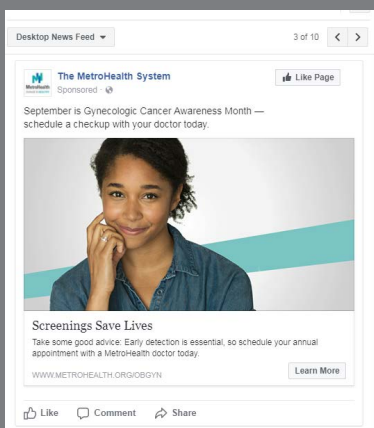 Desktop News Feed
3 of 10
The MetroHealth System
Like Page
Sponsored ·
MetroHealth
September is Gynecologic Cancer Awareness Month —
schedule a checkup with your doctor today.
Screenings Save Lives
Take some good advice: Early detection is essential, so schedule your annual
appointment with a MetroHealth doctor today.
WWW.METROHEALTH.ORG/OBGYN
Learn More
Like
Comment
Share